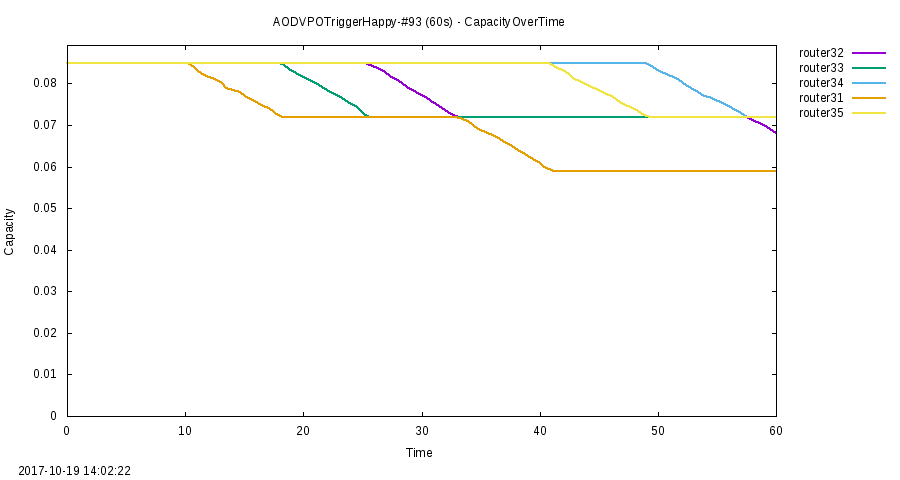 AODVPOTriggerHappy-#93 (60s) - CapacityOverTime
router32
router33
router34
router31
router35
0.08
0.07
0.06
0.05
0.04
0.03
0.02
0.01
0
Capacity
0 10 20 30 40 50 60
Time
2017-10-19 14:02:22